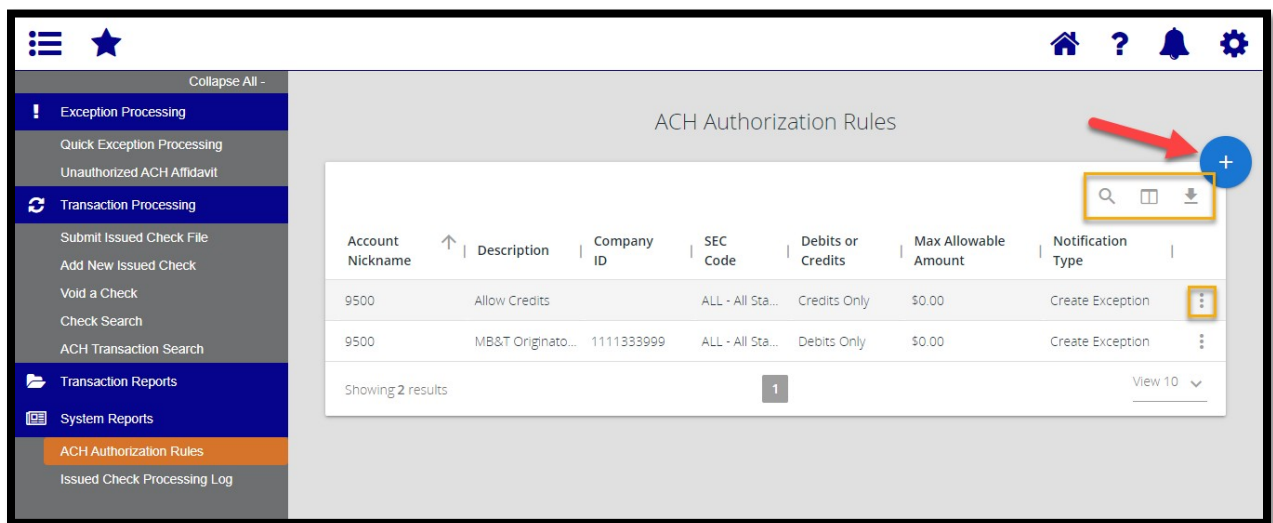 Collapse All -
Exception Processing
Quick Exception Processing
Unauthorized ACH Affidavit
Transaction Processing
Submit Issued Check File
Add New Issued Check
Void a Check
Check Search
ACH Transaction Search
Transaction Reports
System Reports
ACH Authorization Rules
Issued Check Processing Log
ACH Authorization Rules
Account Nickname | Description | Company ID | SEC Code | Debits or Credits | Max Allowable Amount | Notification Type |
9500 Allow Credits ALL - All Sta... Credits Only $0.00 Create Exception
9500 MB&T Originato... 1111333999 ALL - All Sta... Debits Only $0.00 Create Exception
Showing 2 results 1 View 10